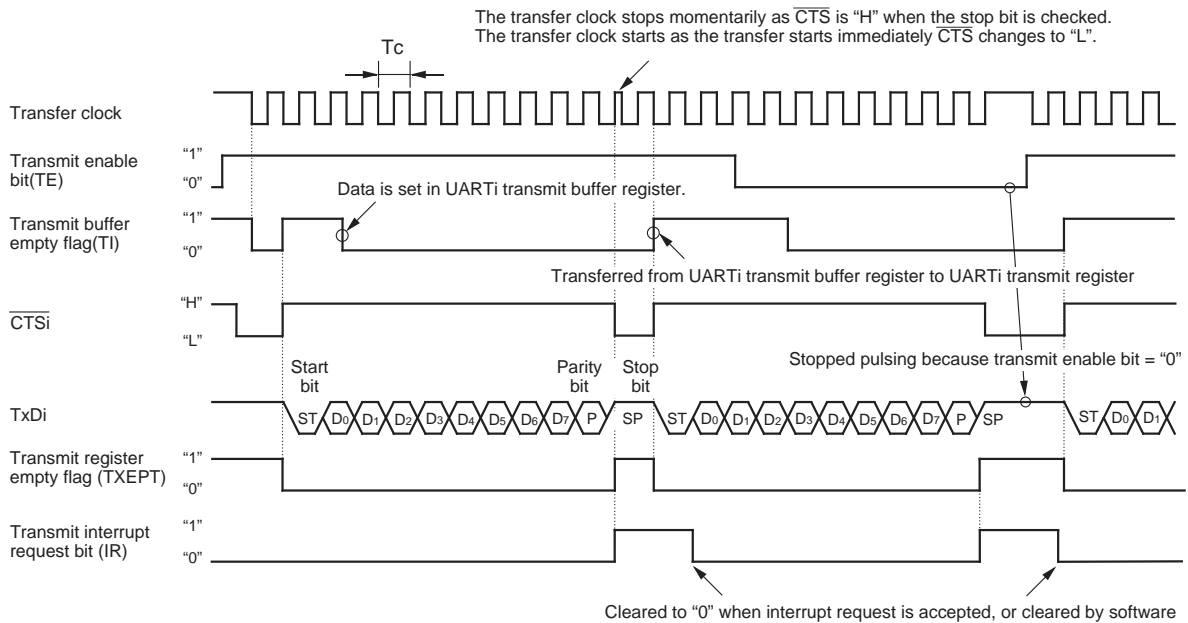 The transfer clock stops momentarily as CTS is “H” when the stop bit is checked.
The transfer clock starts as the transfer starts immediately CTS changes to “L”.
Tc
Transfer clock
Transmit enable
bit(TE)
“1”
“0”
Data is set in UARTi transmit buffer register.
Transmit buffer
empty flag(TI)
“1”
“0”
Transferred from UARTi transmit buffer register to UARTi transmit register
CTSi
“H”
“L”
Stopped pulsing because transmit enable bit = “0”
Start
bit
Parity
bit
Stop
bit
TxDi
ST D0 D1 D2 D3 D4 D5 D6 D7 P SP ST D0 D1 D2 D3 D4 D5 D6 D7 P SP ST D0 D1
Transmit register
empty flag (TXEPT)
“1”
“0”
Transmit interrupt
request bit (IR)
“1”
“0”
Cleared to “0” when interrupt request is accepted, or cleared by software